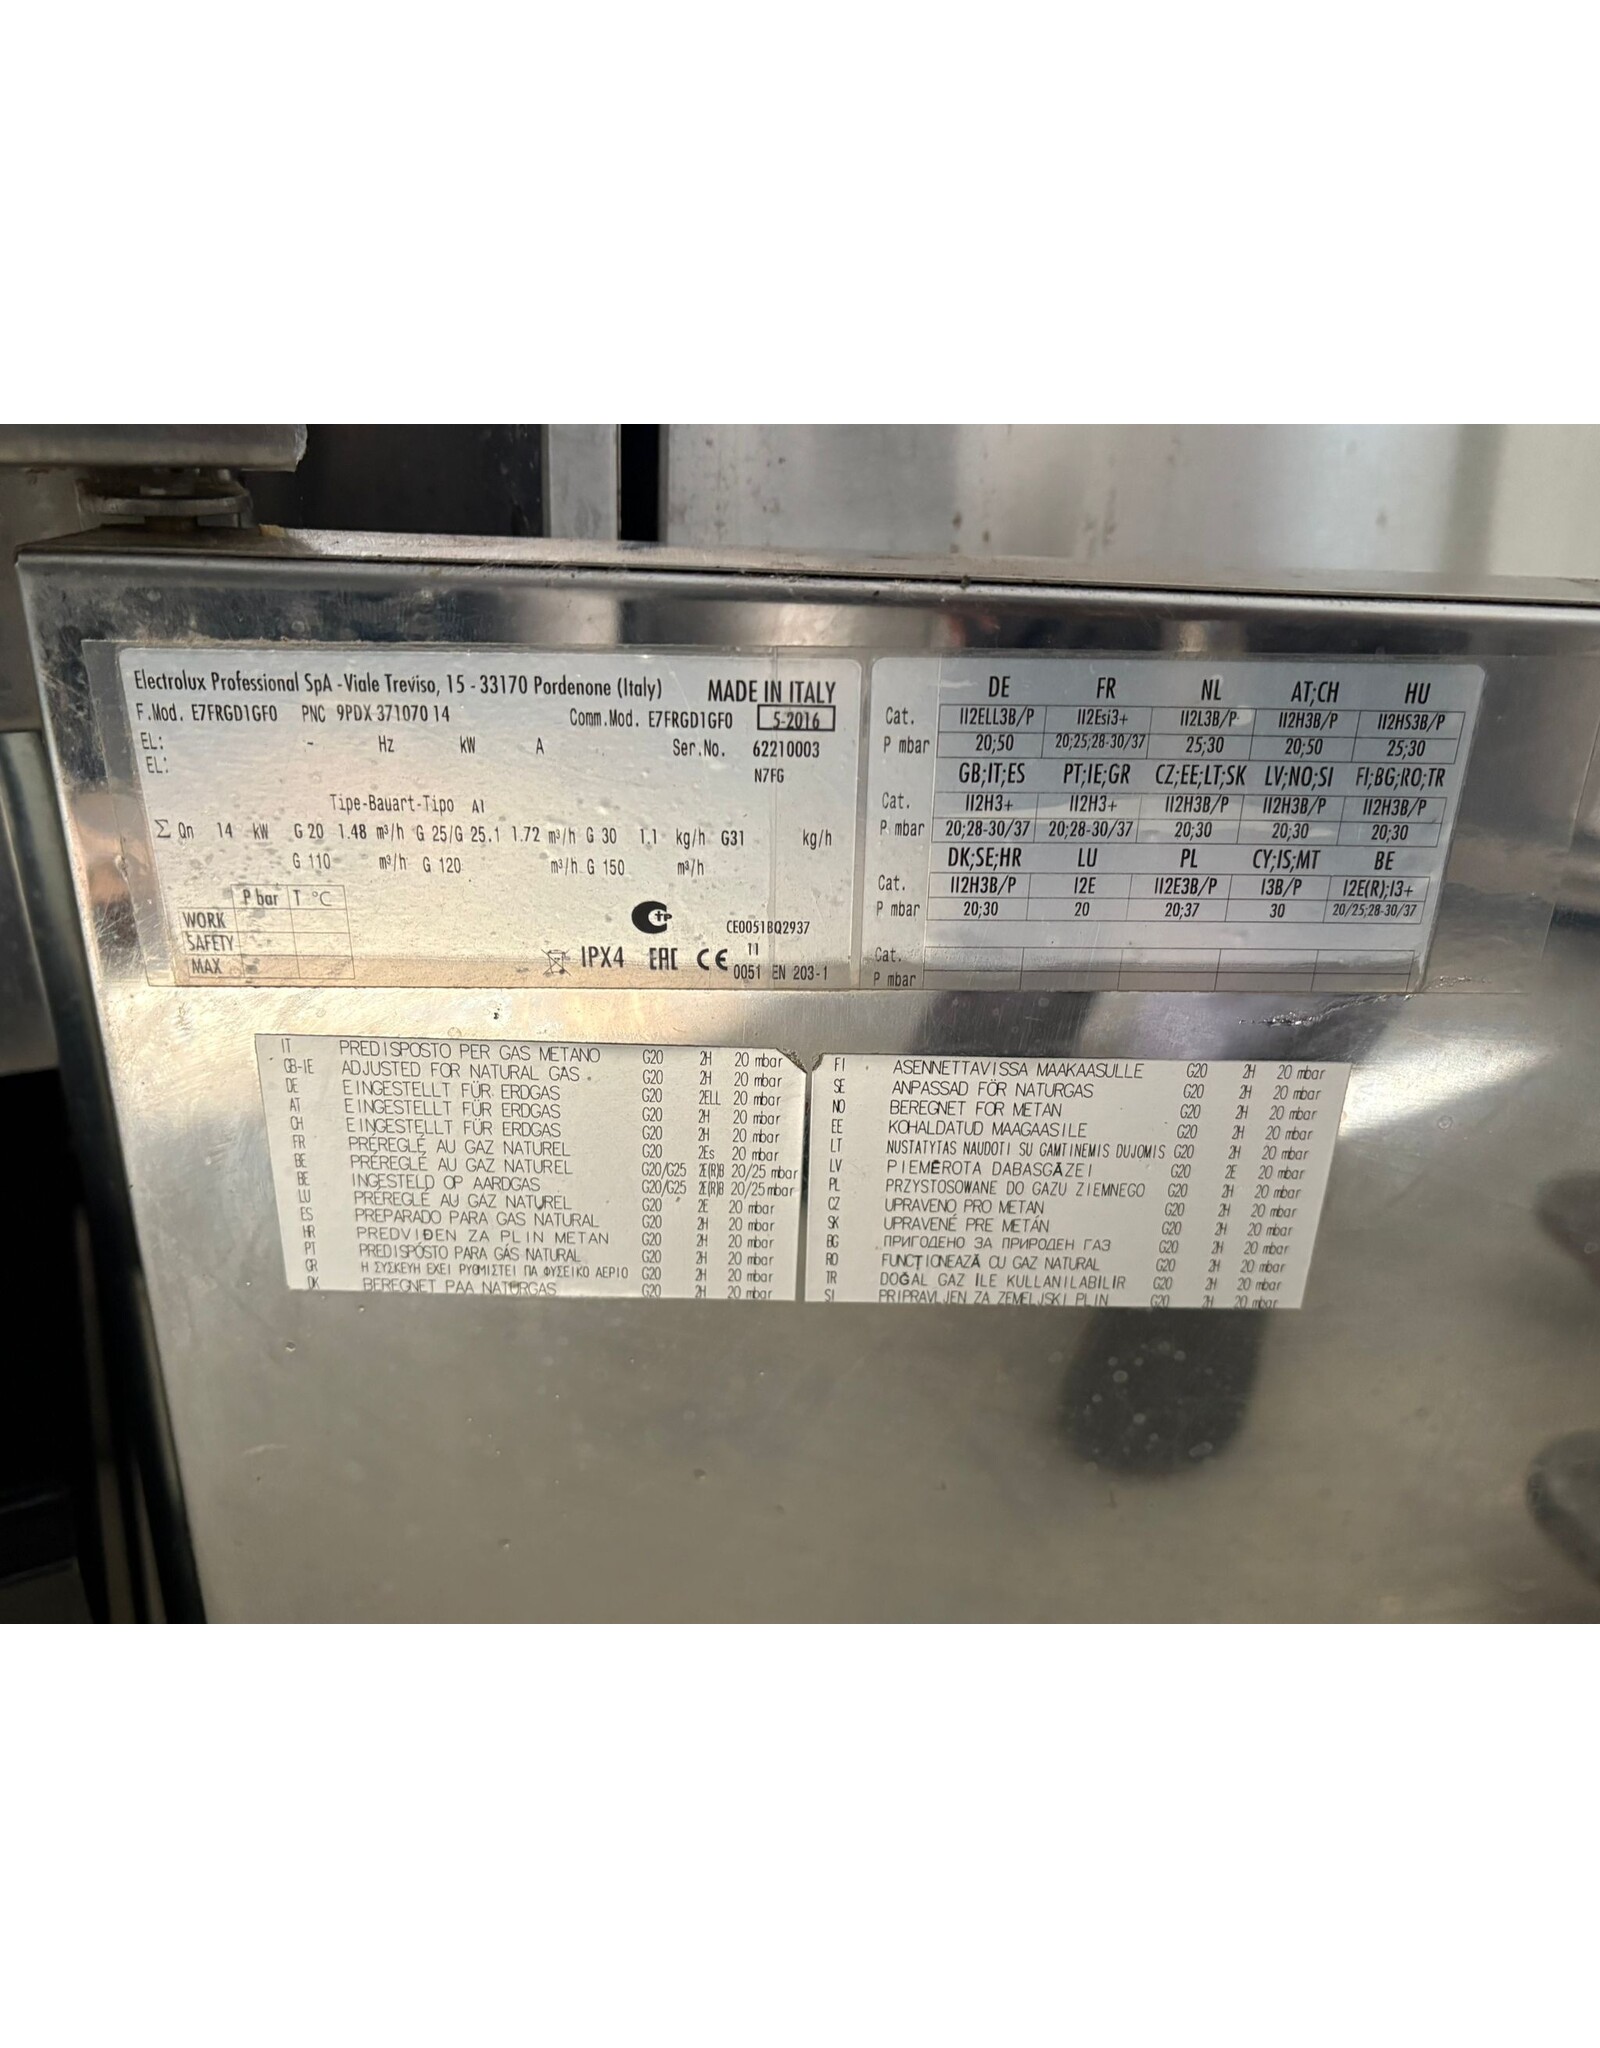 Electrolux Professional SpA - Viale Treviso, 15 - 33170 Pordenone (Italy) MADE IN ITALY
F.Mod. E7FRGD1GF0 PNC 9PDX 371070 14 Comm.Mod. E7FRGD1GF0 5-2016
EL: - Hz kW A Ser.No. 62210003
EL: N7FG
Tipe-Bauart-Tipo A1
Σ Qn 14 kW G 20 1.48 m³/h G 25/G 25.1 1.72 m³/h G 30 1.1 kg/h G31 kg/h
G 110 m³/h G 120 m³/h G 150 m³/h
P bar T °C
WORK
SAFETY
MAX
CE0051BQ2937
IPX4 EAC CE 11
0051 EN 203-1
DE FR NL AT;CH HU
Cat. II2ELL3B/P II2Esi3+ II2L3B/P II2H3B/P II2HS3B/P
P mbar 20;50 20;25;28-30/37 25;30 20;50 25;30
GB;IT;ES PT;IE;GR CZ;EE;LT;SK LV;NO;SI FI;BG;RO;TR
Cat. II2H3+ II2H3+ II2H3B/P II2H3B/P II2H3B/P
P mbar 20;28-30/37 20;28-30/37 20;30 20;30 20;30
DK;SE;HR LU PL CY;IS;MT BE
Cat. II2H3B/P I2E II2E3B/P I3B/P I2E(R);I3+
P mbar 20;30 20 20;37 30 20/25;28-30/37
Cat.
P mbar
IT PREDISPOSTO PER GAS METANO G20 2H 20 mbar
GB-IE ADJUSTED FOR NATURAL GAS G20 2H 20 mbar
DE EINGESTELLT FÜR ERDGAS G20 2ELL 20 mbar
AT EINGESTELLT FÜR ERDGAS G20 2H 20 mbar
CH EINGESTELLT FÜR ERDGAS G20 2H 20 mbar
FR PRÉREGLÉ AU GAZ NATUREL G20 2Es 20 mbar
BE PRÉREGLÉ AU GAZ NATUREL G20/G25 2E(R)B 20/25 mbar
BE INGESTELD OP AARDGAS G20/G25 2E(R)B 20/25 mbar
LU PRÉREGLÉ AU GAZ NATUREL G20 2E 20 mbar
ES PREPARADO PARA GAS NATURAL G20 2H 20 mbar
HR PREDVIĐEN ZA PLIN METAN G20 2H 20 mbar
PT PREDISPÓSTO PARA GÁS NATURAL G20 2H 20 mbar
GR Η ΣΥΣΚΕΥΗ ΕΧΕΙ ΡΥΘΜΙΣΤΕΙ ΓΙΑ ΦΥΣΕΙΚΟ ΑΕΡΙΟ G20 2H 20 mbar
DK BEREGNET PAA NATURGAS G20 2H 20 mbar
FI ASENNETTAVISSA MAAKAASULLE G20 2H 20 mbar
SE ANPASSAD FÖR NATURGAS G20 2H 20 mbar
NO BEREGNET FOR METAN G20 2H 20 mbar
EE KOHALDATUD MAAGAASILE G20 2H 20 mbar
LT NUSTATYTAS NAUDOTI SU GAMTINEMIS DUJOMIS G20 2H 20 mbar
LV PIEMĒROTA DABASGĀZEI G20 2E 20 mbar
PL PRZYSTOSOWANE DO GAZU ZIEMNEGO G20 2H 20 mbar
CZ UPRAVENO PRO METAN G20 2H 20 mbar
SK UPRAVENÉ PRE METÁN G20 2H 20 mbar
BG ПРИГОДЕНО ЗА ПРИРОДЕН ГАЗ G20 2H 20 mbar
RO FUNCŢIONEAZĂ CU GAZ NATURAL G20 2H 20 mbar
TR DOĞAL GAZ ILE KULLANILABILIR G20 2H 20 mbar
SI PRIPRAVLJEN ZA ZEMELJSKI PLIN G20 2H 20 mbar